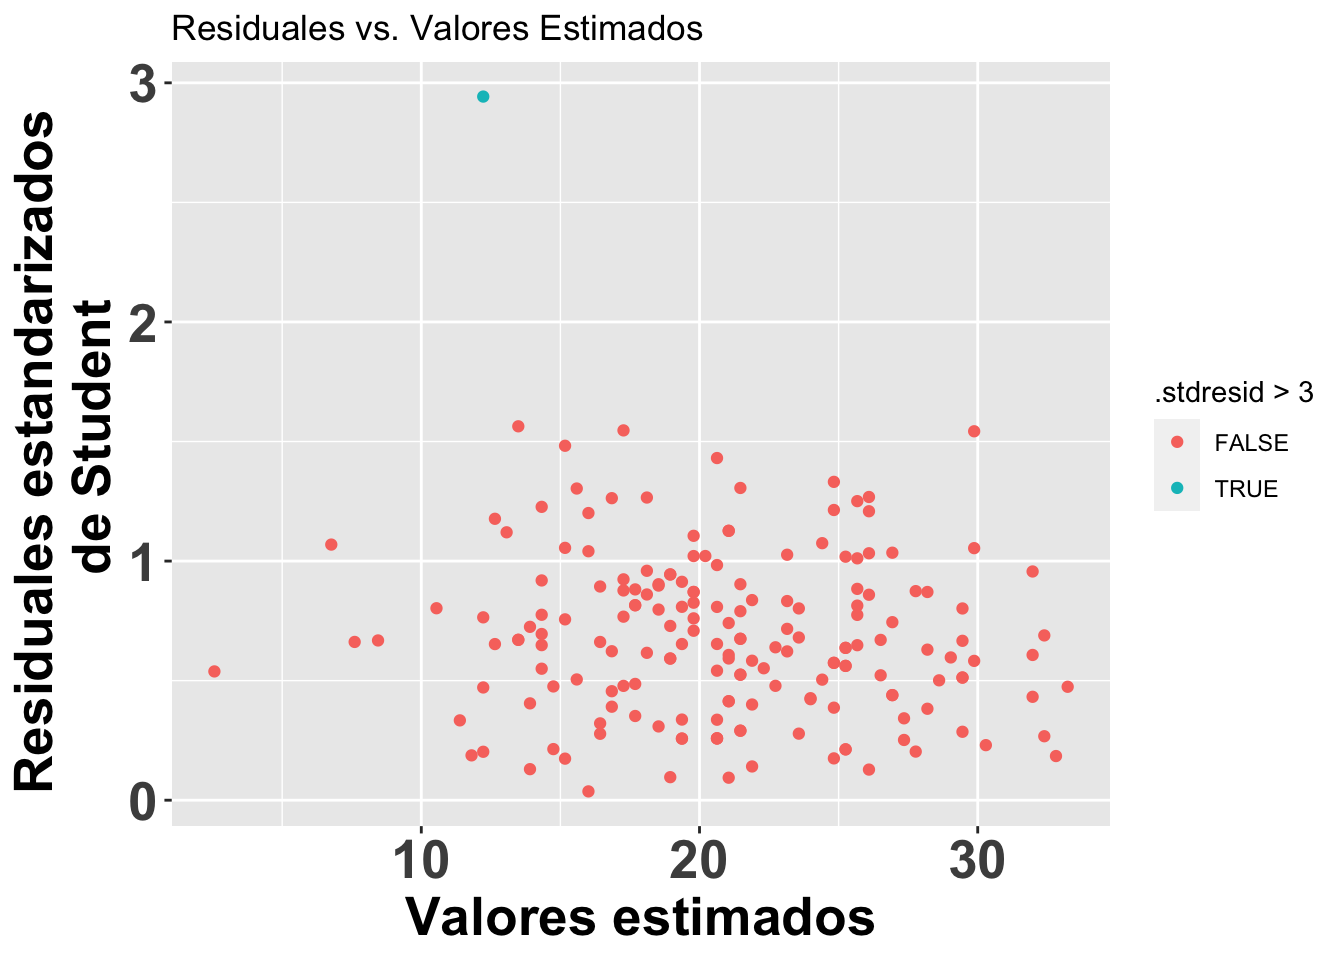 Residuales vs. Valores Estimados
Residuales estandarizados
de Student
3
2
1
0
10 20 30
Valores estimados
.stdresid > 3
FALSE
TRUE